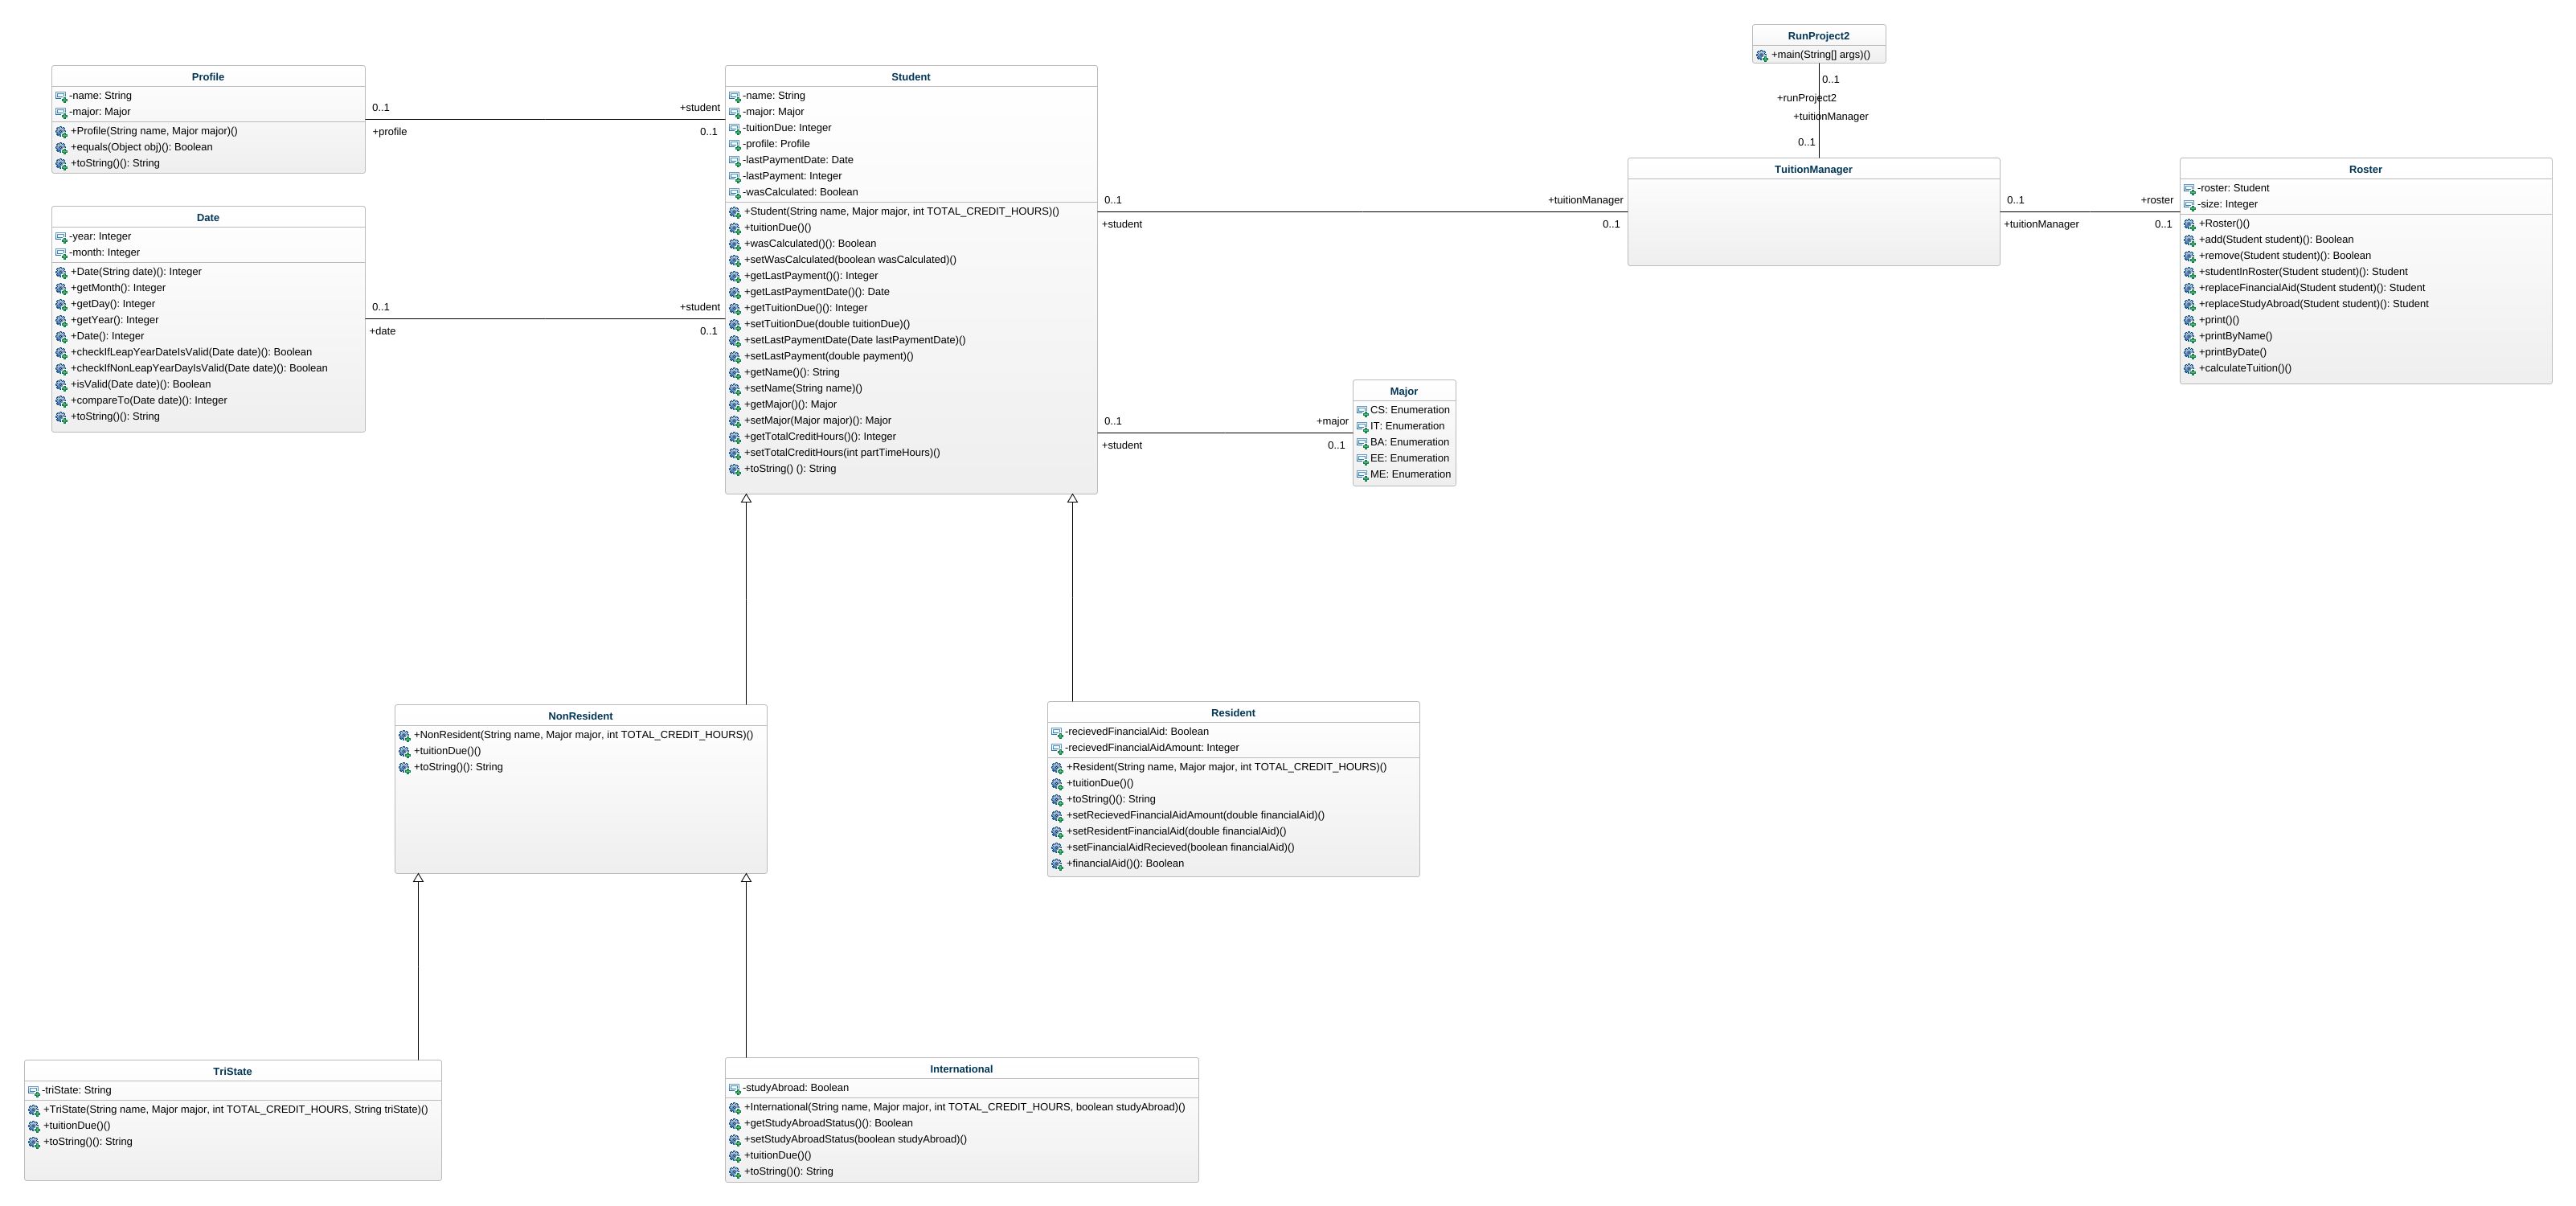 RunProject2
+main(String[] args)()
0..1
+runProject2
+tuitionManager
0..1
Profile
-name: String
-major: Major
+Profile(String name, Major major)()
+equals(Object obj)(): Boolean
+toString()(): String
0..1
+student
+profile
0..1
Student
-name: String
-major: Major
-tuitionDue: Integer
-profile: Profile
-lastPaymentDate: Date
-lastPayment: Integer
-wasCalculated: Boolean
+Student(String name, Major major, int TOTAL_CREDIT_HOURS)()
+tuitionDue()()
+wasCalculated()(): Boolean
+setWasCalculated(boolean wasCalculated)()
+getLastPayment()(): Integer
+getLastPaymentDate()(): Date
+getTuitionDue()(): Integer
+setTuitionDue(double tuitionDue)()
+setLastPaymentDate(Date lastPaymentDate)()
+setLastPayment(double payment)()
+getName()(): String
+setName(String name)()
+getMajor()(): Major
+setMajor(Major major)(): Major
+getTotalCreditHours()(): Integer
+setTotalCreditHours(int partTimeHours)()
+toString() (): String
Date
-year: Integer
-month: Integer
+Date(String date)(): Integer
+getMonth(): Integer
+getDay(): Integer
+getYear(): Integer
+Date(): Integer
+checkIfLeapYearDateIsValid(Date date)(): Boolean
+checkIfNonLeapYearDayIsValid(Date date)(): Boolean
+isValid(Date date)(): Boolean
+compareTo(Date date)(): Integer
+toString()(): String
0..1
+student
+date
0..1
0..1
+tuitionManager
+student
0..1
TuitionManager
0..1
+roster
+tuitionManager
0..1
Roster
-roster: Student
-size: Integer
+Roster()()
+add(Student student)(): Boolean
+remove(Student student)(): Boolean
+studentInRoster(Student student)(): Student
+replaceFinancialAid(Student student)(): Student
+replaceStudyAbroad(Student student)(): Student
+print()()
+printByName()
+printByDate()
+calculateTuition()()
0..1
+major
+student
0..1
Major
CS: Enumeration
IT: Enumeration
BA: Enumeration
EE: Enumeration
ME: Enumeration
NonResident
+NonResident(String name, Major major, int TOTAL_CREDIT_HOURS)()
+tuitionDue()()
+toString()(): String
Resident
-recievedFinancialAid: Boolean
-recievedFinancialAidAmount: Integer
+Resident(String name, Major major, int TOTAL_CREDIT_HOURS)()
+tuitionDue()()
+toString()(): String
+setRecievedFinancialAidAmount(double financialAid)()
+setResidentFinancialAid(double financialAid)()
+setFinancialAidRecieved(boolean financialAid)()
+financialAid()(): Boolean
TriState
-triState: String
+TriState(String name, Major major, int TOTAL_CREDIT_HOURS, String triState)()
+tuitionDue()()
+toString()(): String
International
-studyAbroad: Boolean
+International(String name, Major major, int TOTAL_CREDIT_HOURS, boolean studyAbroad)()
+getStudyAbroadStatus()(): Boolean
+setStudyAbroadStatus(boolean studyAbroad)()
+tuitionDue()()
+toString()(): String